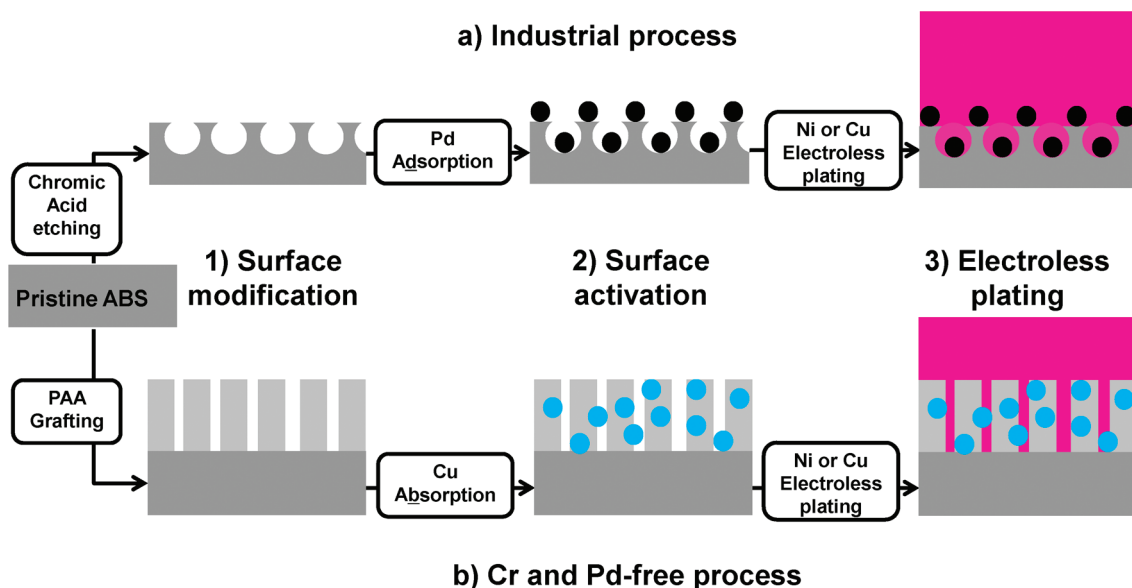 a) Industrial process
Chromic
Acid
etching
Pd
Adsorption
Ni or Cu
Electroless
plating
Pristine ABS
1) Surface
modification
2) Surface
activation
3) Electroless
plating
PAA
Grafting
Cu
Absorption
Ni or Cu
Electroless
plating
b) Cr and Pd-free process